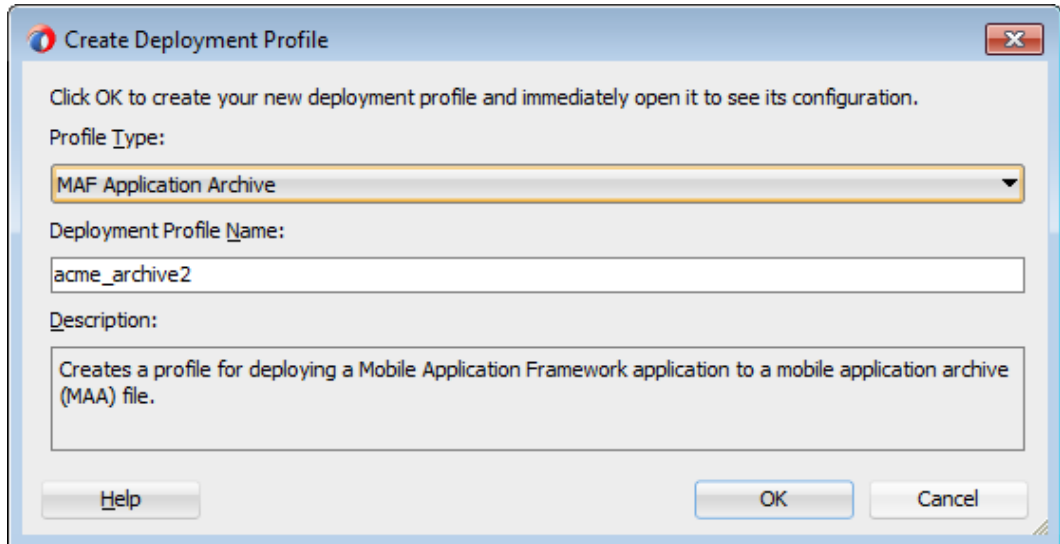 Create Deployment Profile
Click OK to create your new deployment profile and immediately open it to see its configuration.
Profile Type:
MAF Application Archive
Deployment Profile Name:
acme_archive2
Description:
Creates a profile for deploying a Mobile Application Framework application to a mobile application archive
(MAA) file.
Help
OK
Cancel